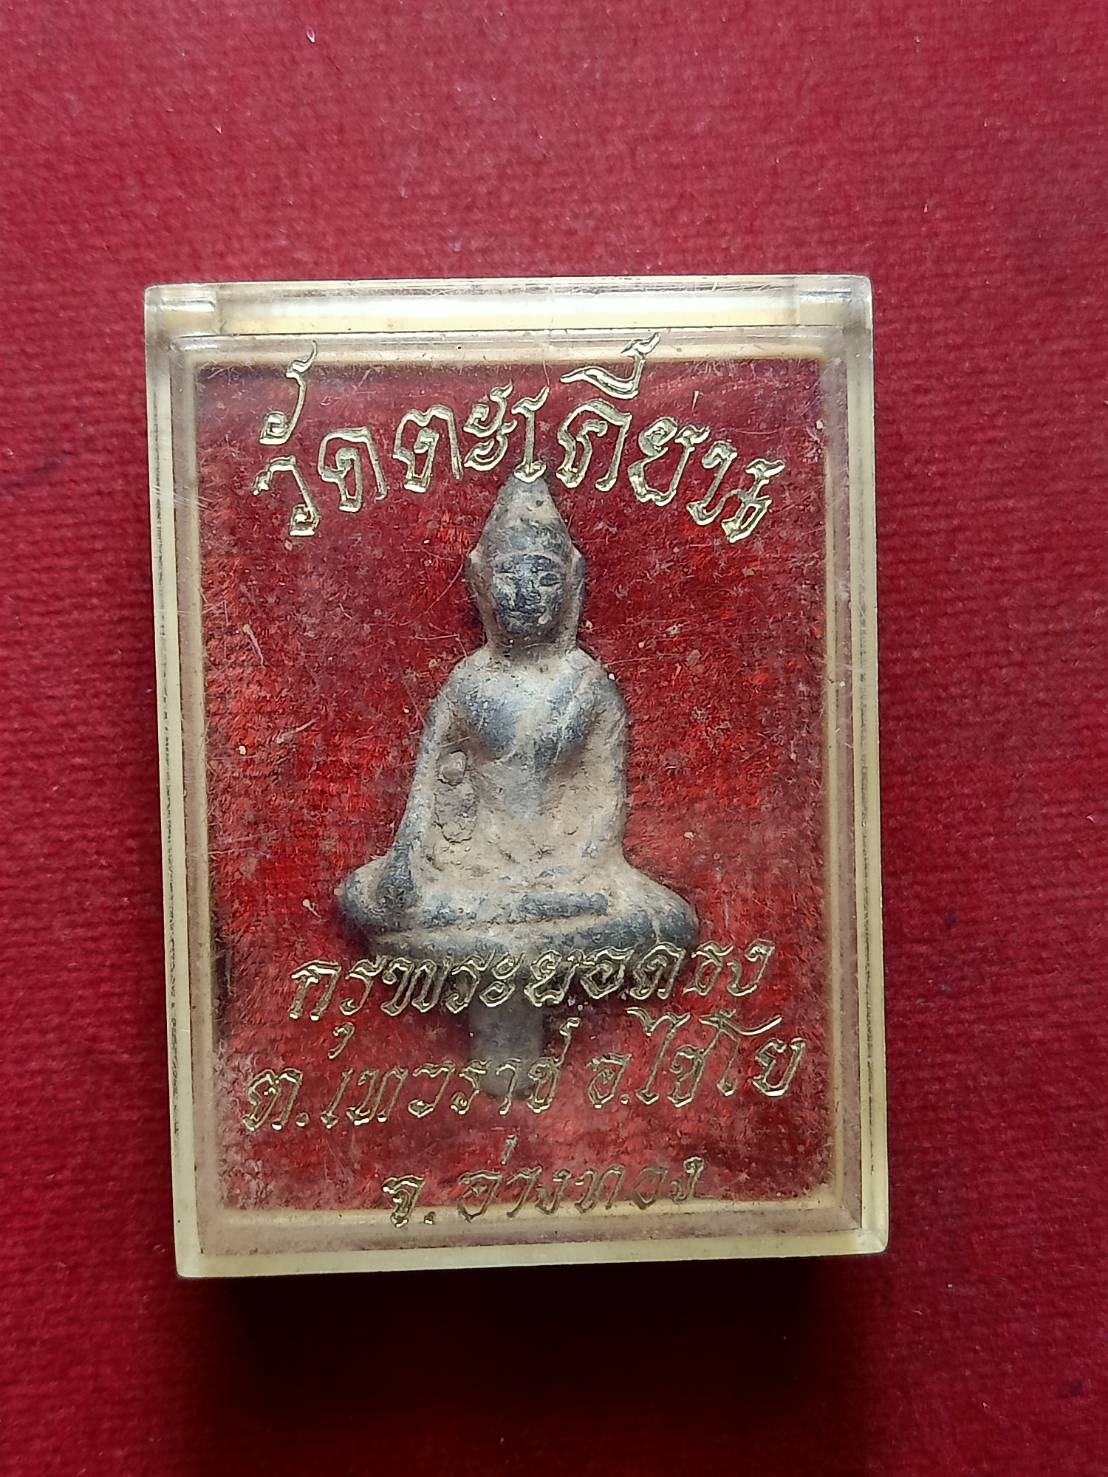 วัดตะเคียน
กรุพระยอดธง
ต.เทวราช อ.ไชโย
จ.อ่างทอง